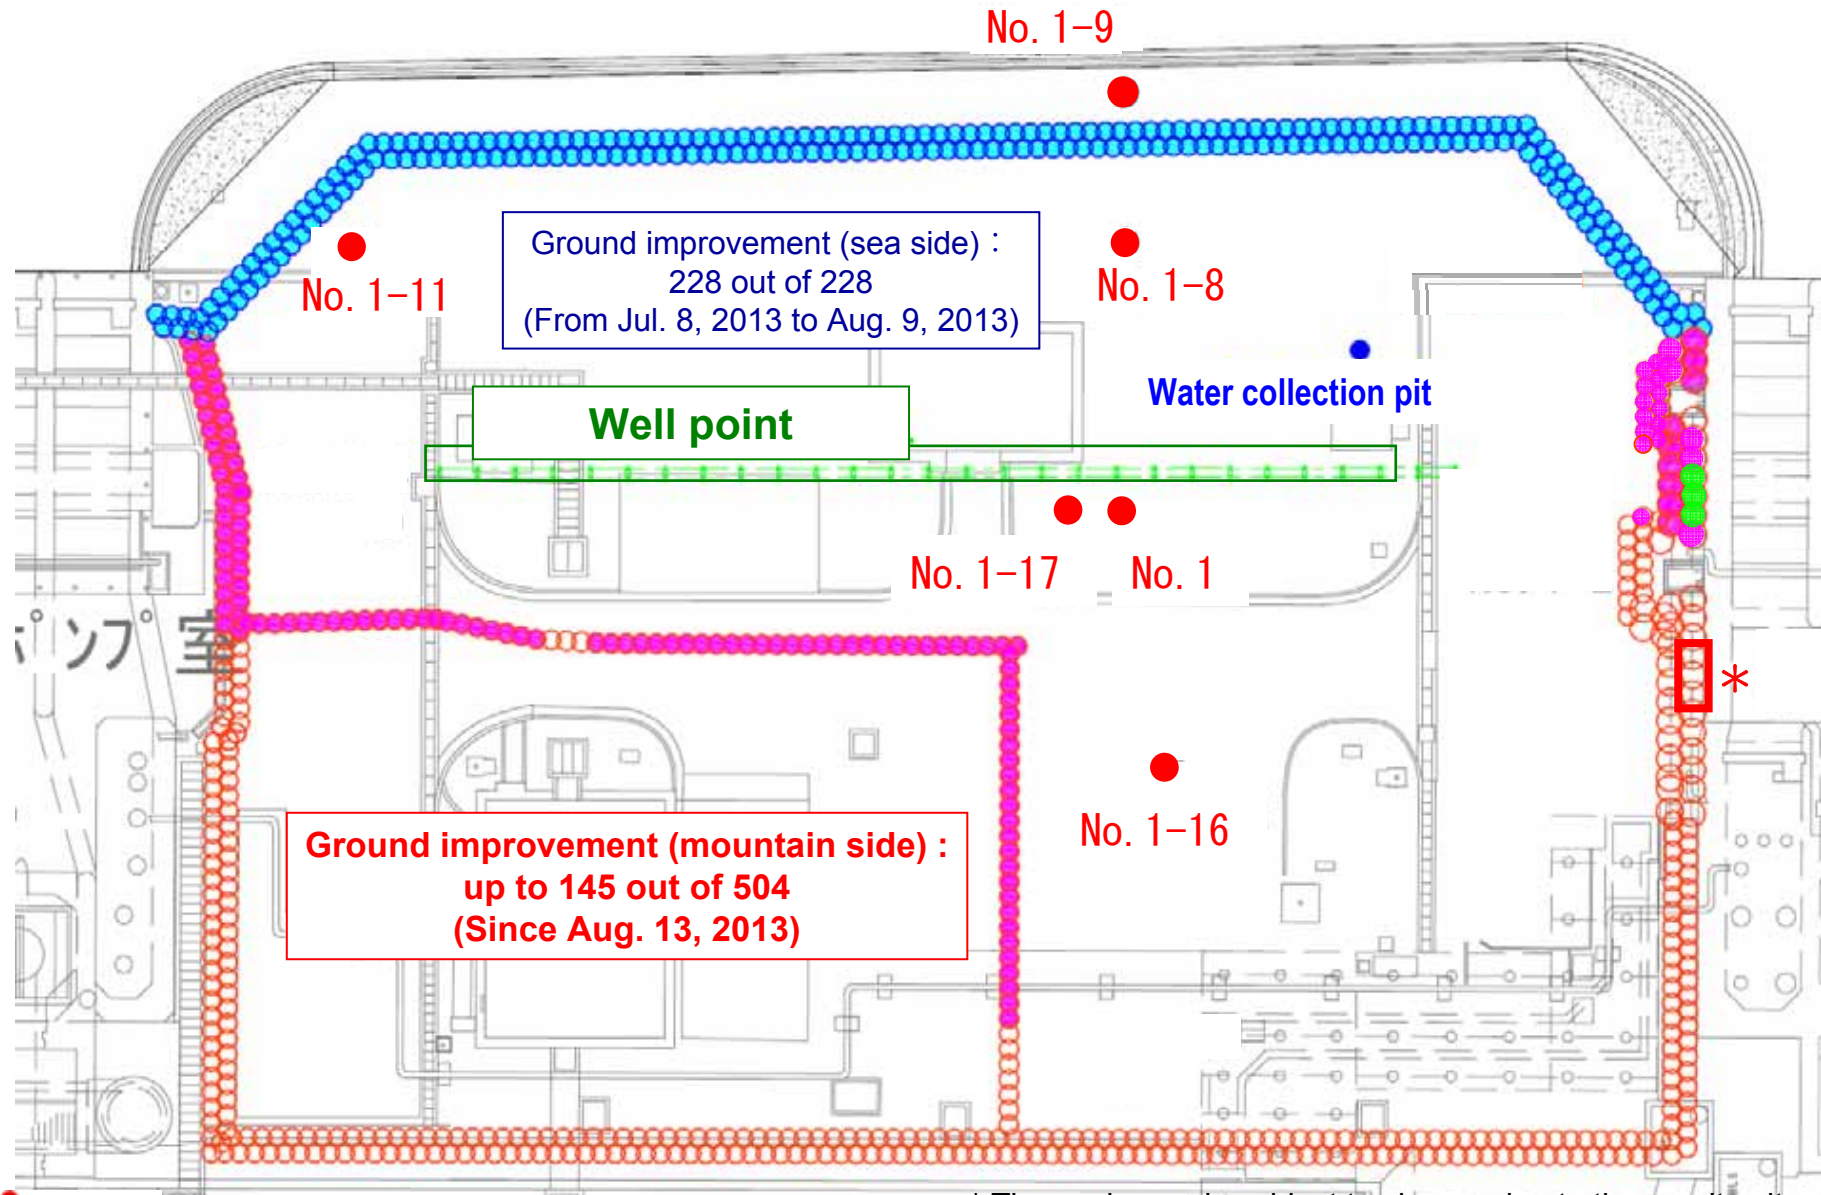 No. 1-9
Ground improvement (sea side) :
228 out of 228
(From Jul. 8, 2013 to Aug. 9, 2013)
No. 1-11
No. 1-8
Water collection pit
Well point
No. 1-17
No. 1
ポンプ室
*
No. 1-16
Ground improvement (mountain side) :
up to 145 out of 504
(Since Aug. 13, 2013)